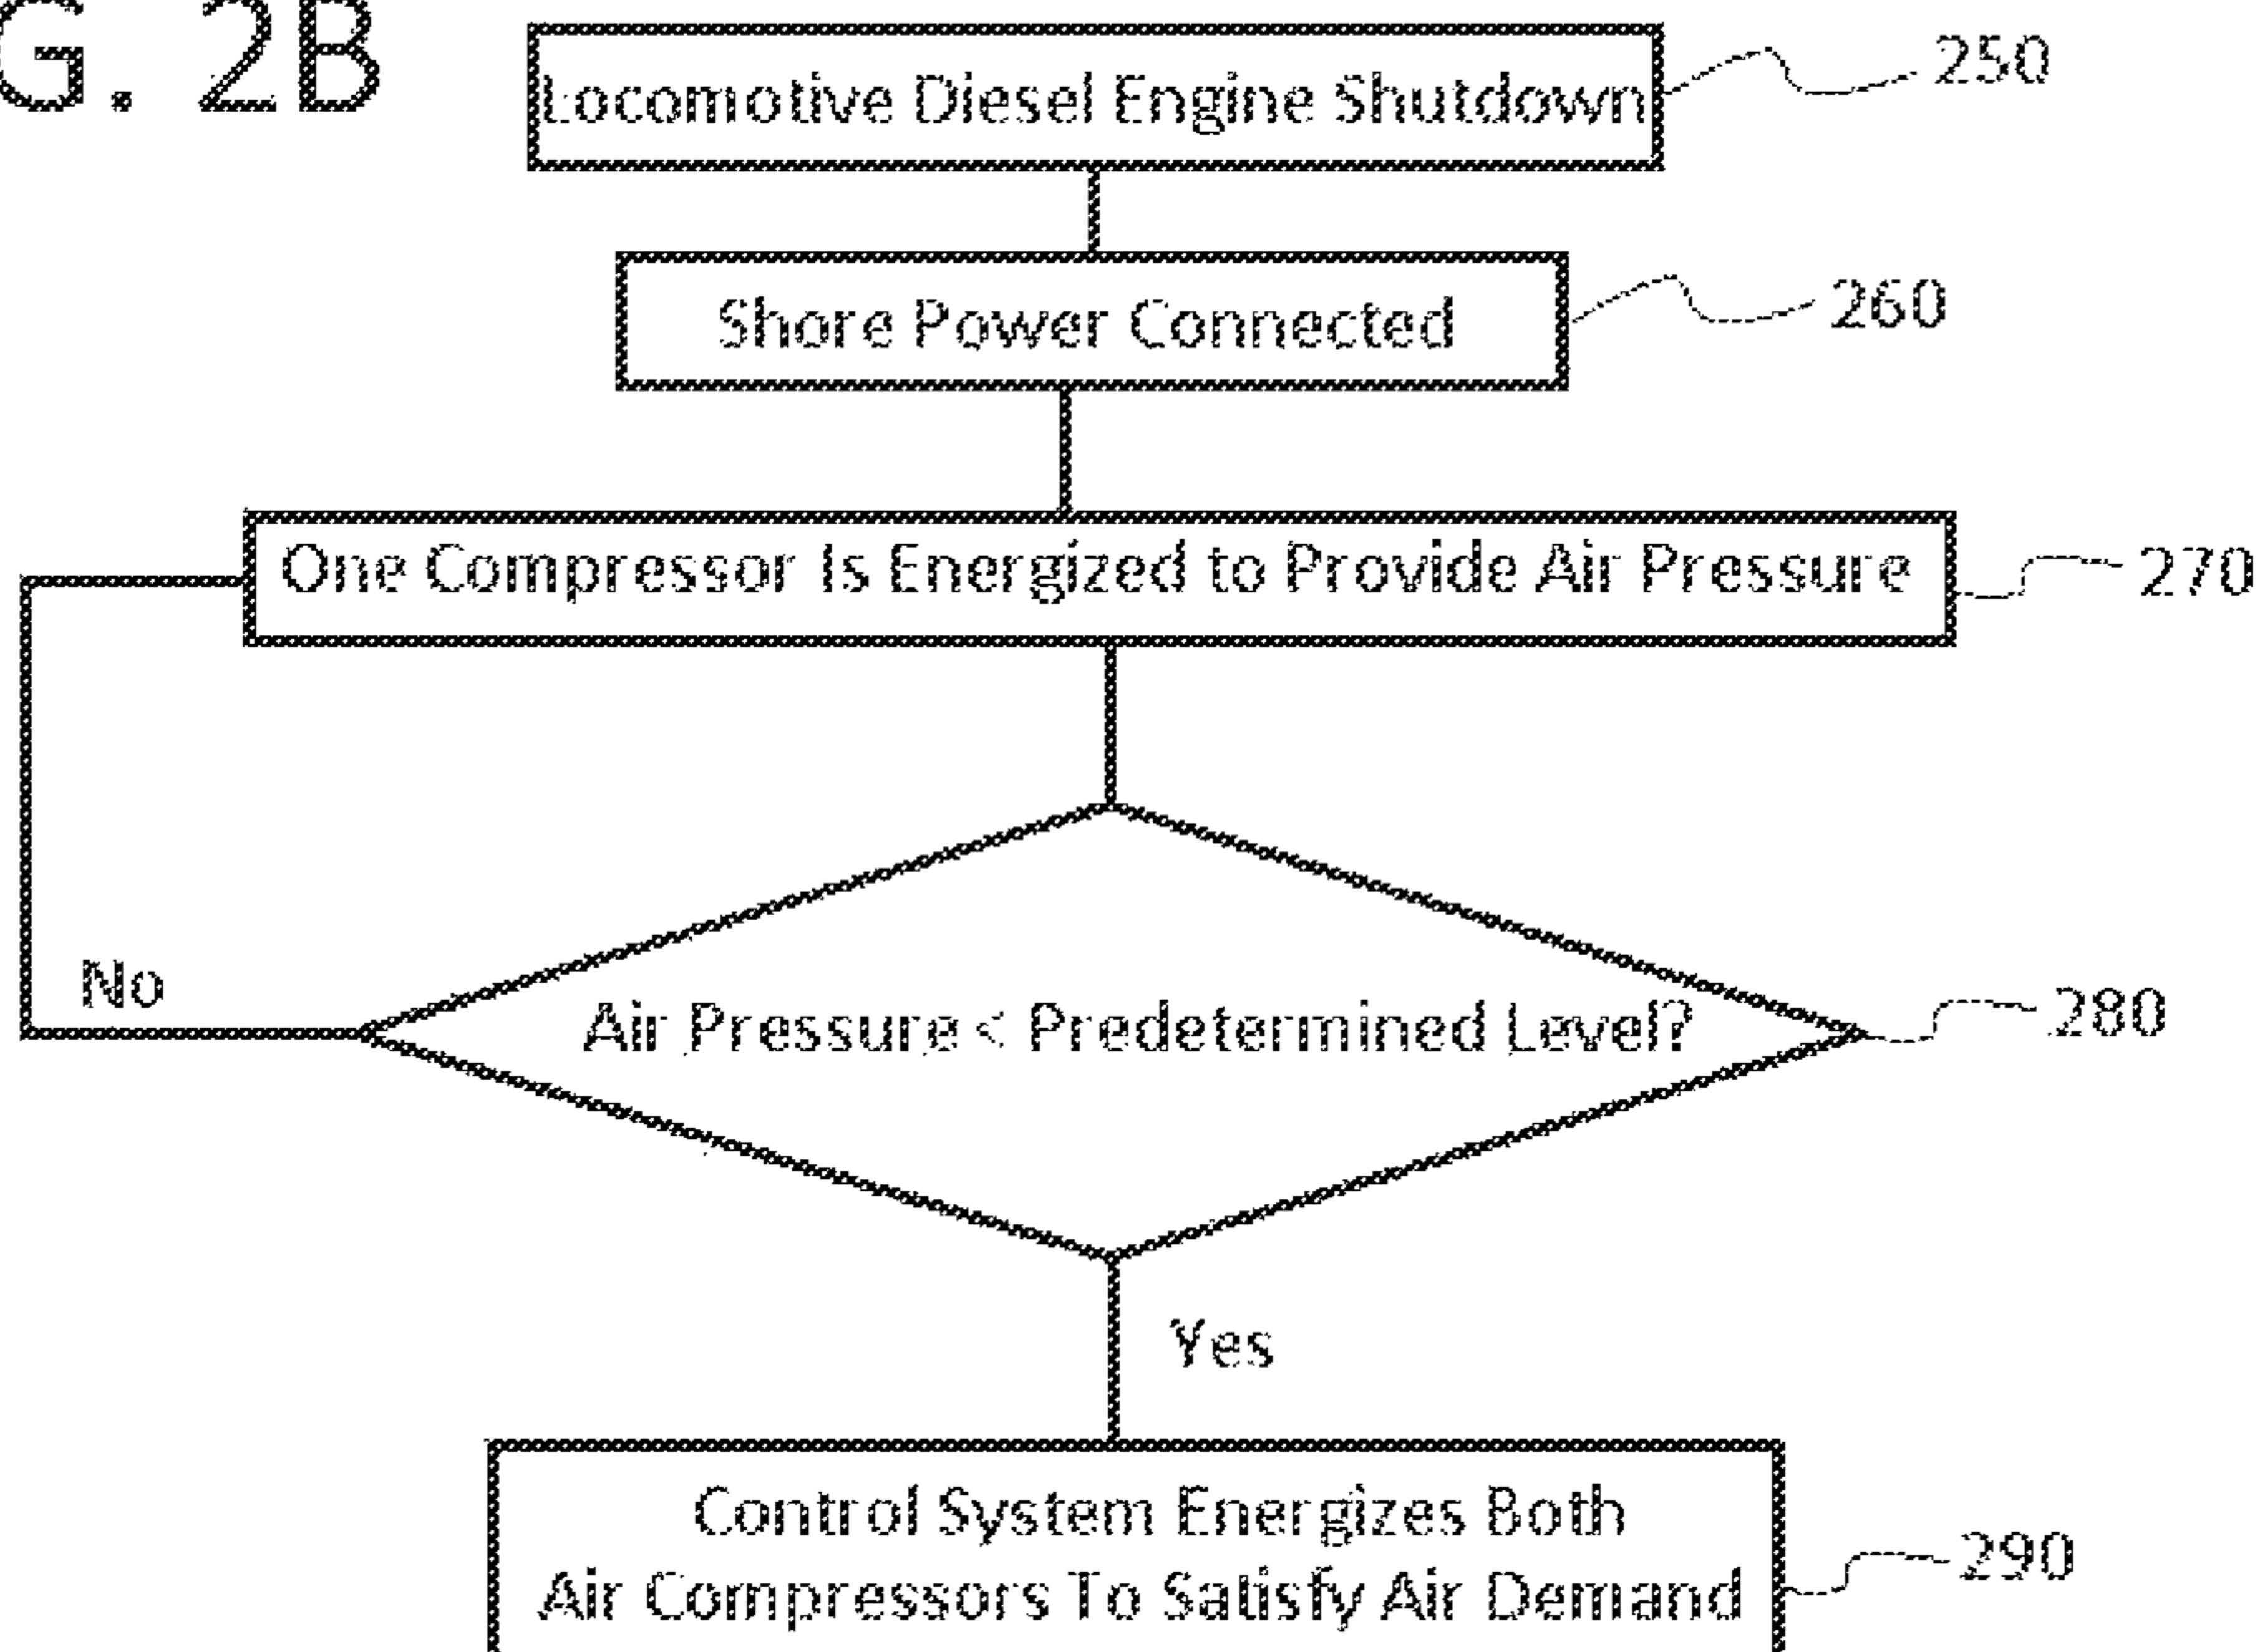 G. 2B
Locomotive Diesel Engine Shutdown
250
Shore Power Connected
260
One Compressor Is Energized to Provide Air Pressure
270
No
Air Pressure < Predetermined Level?
280
Yes
Control System Energizes Both
Air Compressors To Satisfy Air Demand
290